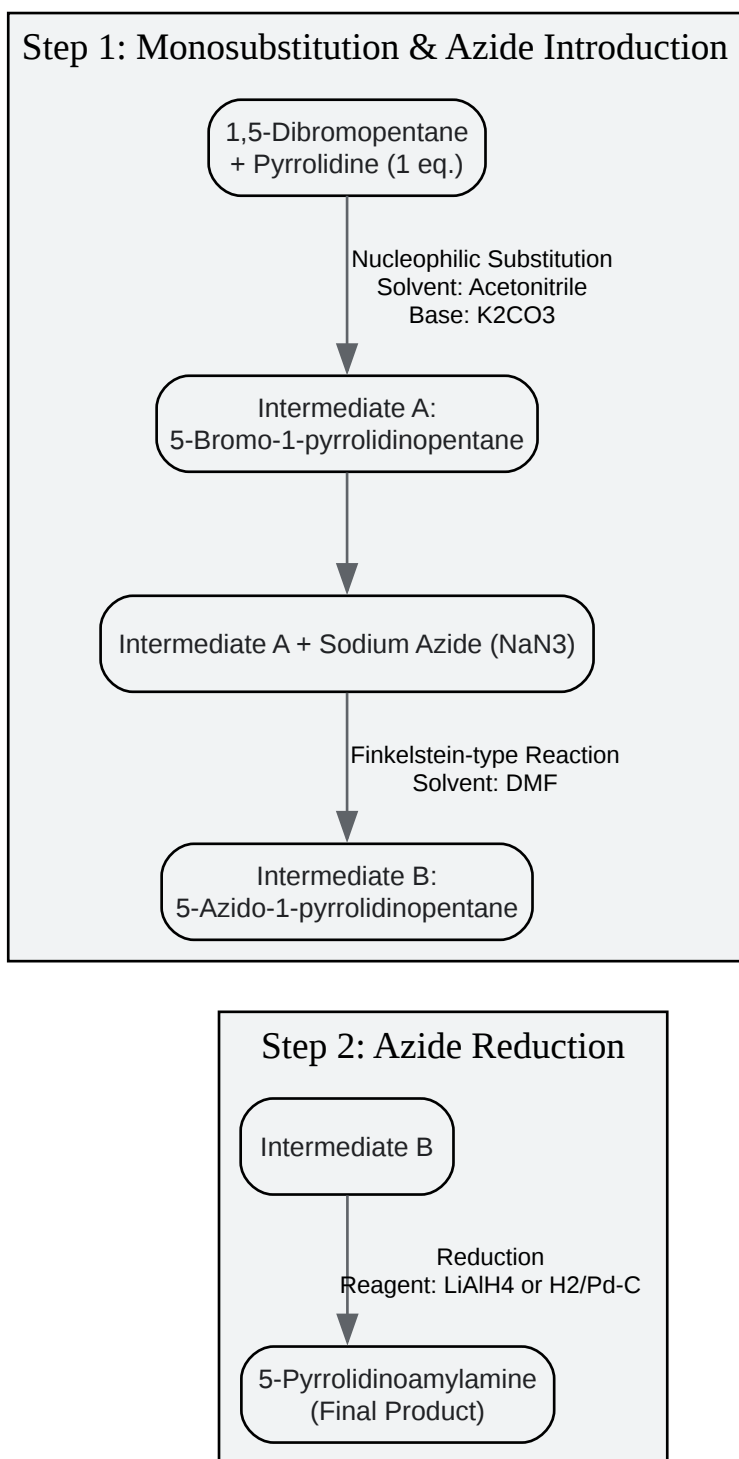 Step 1: Monosubstitution & Azide Introduction
1,5-Dibromopentane
+ Pyrrolidine (1 eq.)
Nucleophilic Substitution
Solvent: Acetonitrile
Base: K2CO3
Intermediate A:
5-Bromo-1-pyrrolidinopentane
Intermediate A + Sodium Azide (NaN3)
Finkelstein-type Reaction
Solvent: DMF
Intermediate B:
5-Azido-1-pyrrolidinopentane
Step 2: Azide Reduction
Intermediate B
Reduction
Reagent: LiAlH4 or H2/Pd-C
5-Pyrrolidinoamylamine
(Final Product)